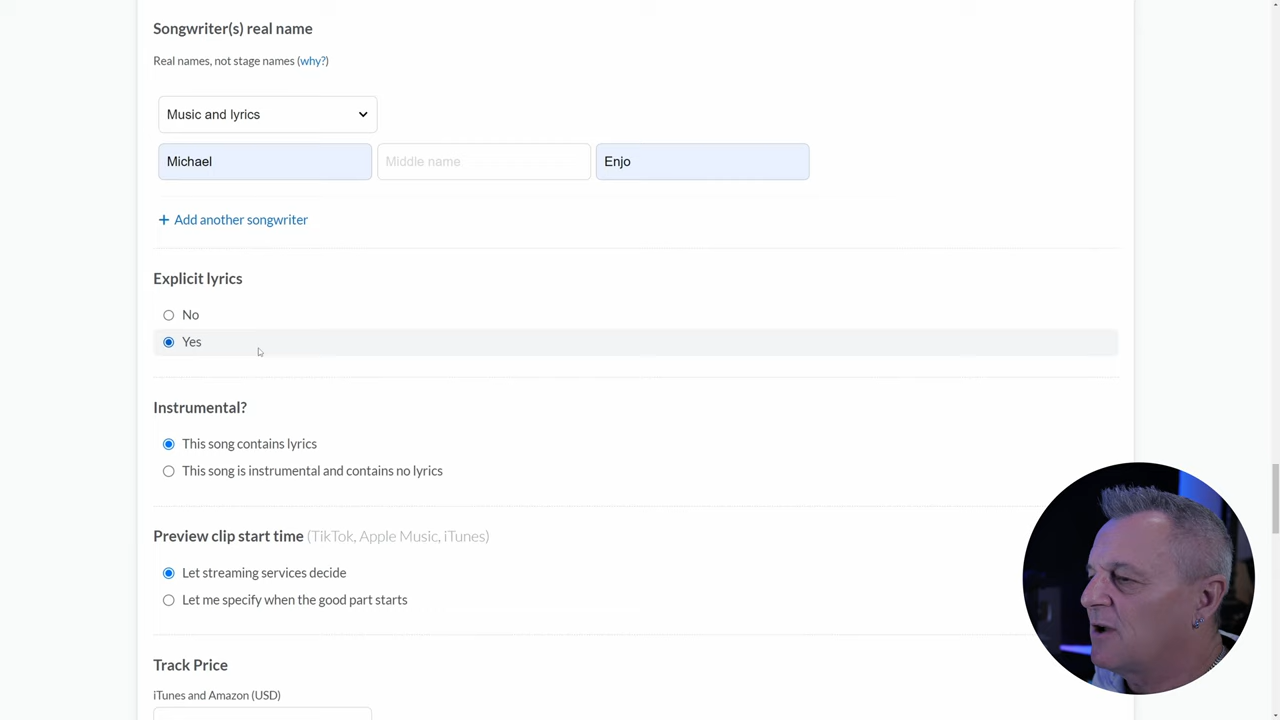 Songwriter(s) real name
Real names, not stage names (why?)
Music and lyrics
Michael Middle name Enjo
+ Add another songwriter
Explicit lyrics
No
Yes
Instrumental?
This song contains lyrics
This song is instrumental and contains no lyrics
Preview clip start time (TikTok, Apple Music, iTunes)
Let streaming services decide
Let me specify when the good part starts
Track Price
iTunes and Amazon (USD)